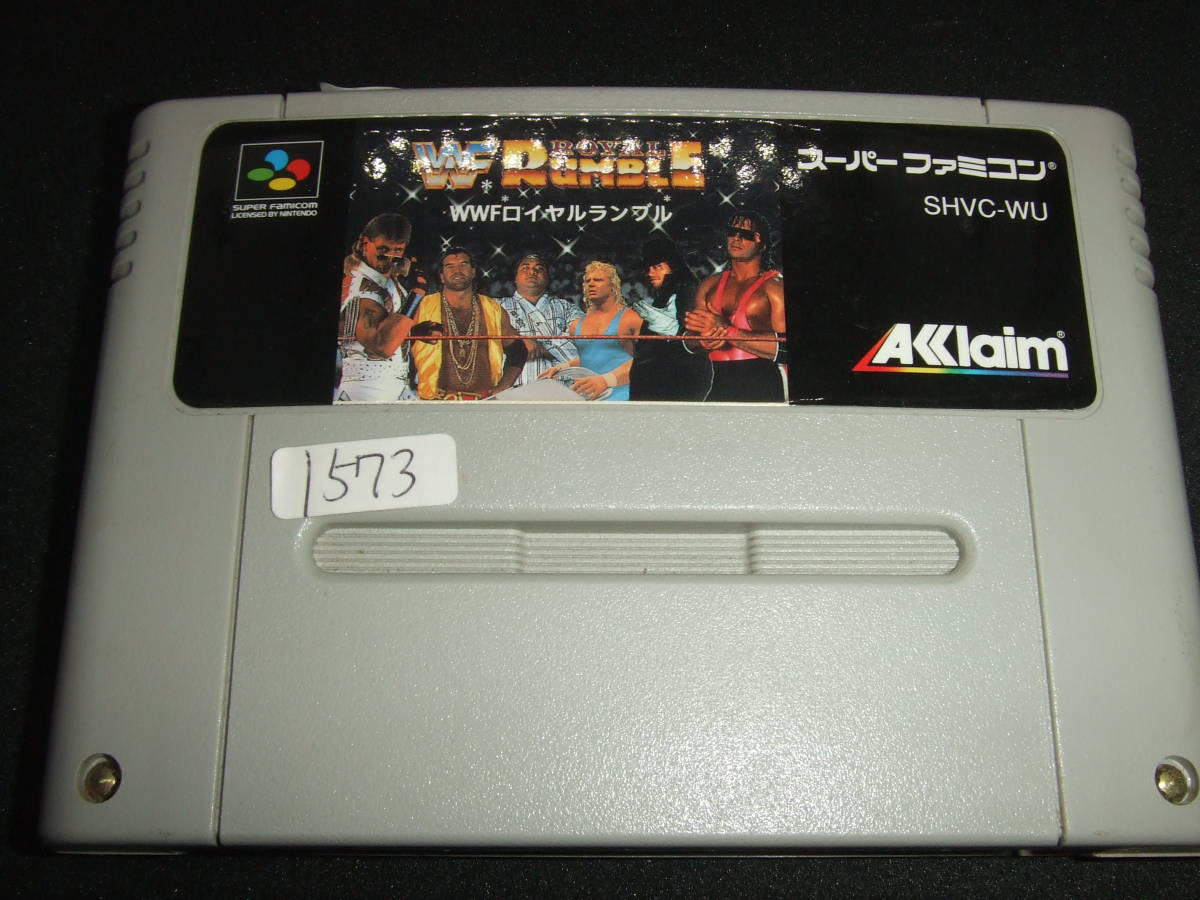 SUPER FAMICOM
LICENSED BY NINTENDO
WWF ROYAL RUMBLE
WWFロイヤルランブル
スーパーファミコン®
SHVC-WU
AKKlaim®
1573